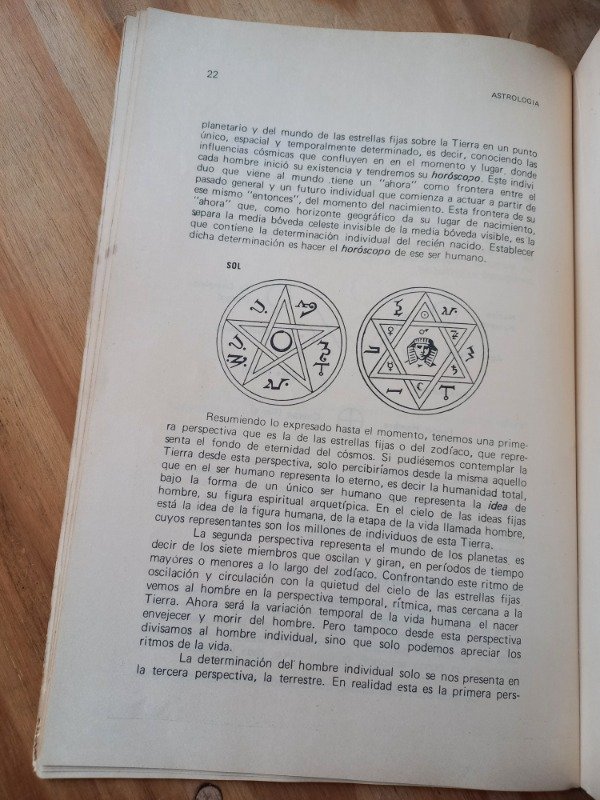 22
ASTROLOGIA
planetario y del mundo de las estrellas fijas sobre la Tierra en un punto
único, espacial y temporalmente determinado, es decir, conociendo las
influencias cósmicas que confluyen en en el momento y lugar, donde
cada hombre inició su existencia y tendremos su horóscopo. Este indivi
duo que viene al mundo tiene un "ahora" como frontera entre el
pasado general y un futuro individual que comienza a actuar a partir de
ese mismo "entonces", del momento del nacimiento. Esta frontera de su
"ahora" que, como horizonte geográfico da su lugar de nacimiento,
separa la media bóveda celeste invisible de la media bóveda visible, es la
que contiene la determinación individual del recién nacido. Establecer
dicha determinación es hacer el horóscopo de ese ser humano.
SOL
Resumiendo lo expresado hasta el momento, tenemos una prime-
ra perspectiva que es la de las estrellas fijas o del zodíaco, que repre-
senta el fondo de eternidad del cósmos. Si pudiésemos contemplar la
Tierra desde esta perspectiva, solo percibiríamos desde la misma aquello
que en el ser humano representa lo eterno, es decir la humanidad total,
bajo la forma de un único ser humano que representa la idea de
hombre, su figura espiritual arquetípica. En el cielo de las ideas fijas
está la idea de la figura humana, de la etapa de la vida llamada hombre,
cuyos representantes son los millones de individuos de esta Tierra.
La segunda perspectiva representa el mundo de los planetas es
decir de los siete miembros que oscilan y giran, en períodos de tiempo
mayores o menores a lo largo del zodíaco. Confrontando este ritmo de
oscilación y circulación con la quietud del cielo de las estrellas fijas
vemos al hombre en la perspectiva temporal, rítmica, mas cercana a la
Tierra. Ahora será la variación temporal de la vida humana el nacer
envejecer y morir del hombre. Pero tampoco desde esta perspectiva
divisamos al hombre individual, sino que solo podemos apreciar los
ritmos de la vida.
La determinación del hombre individual solo se nos presenta en
la tercera perspectiva, la terrestre. En realidad esta es la primera pers-